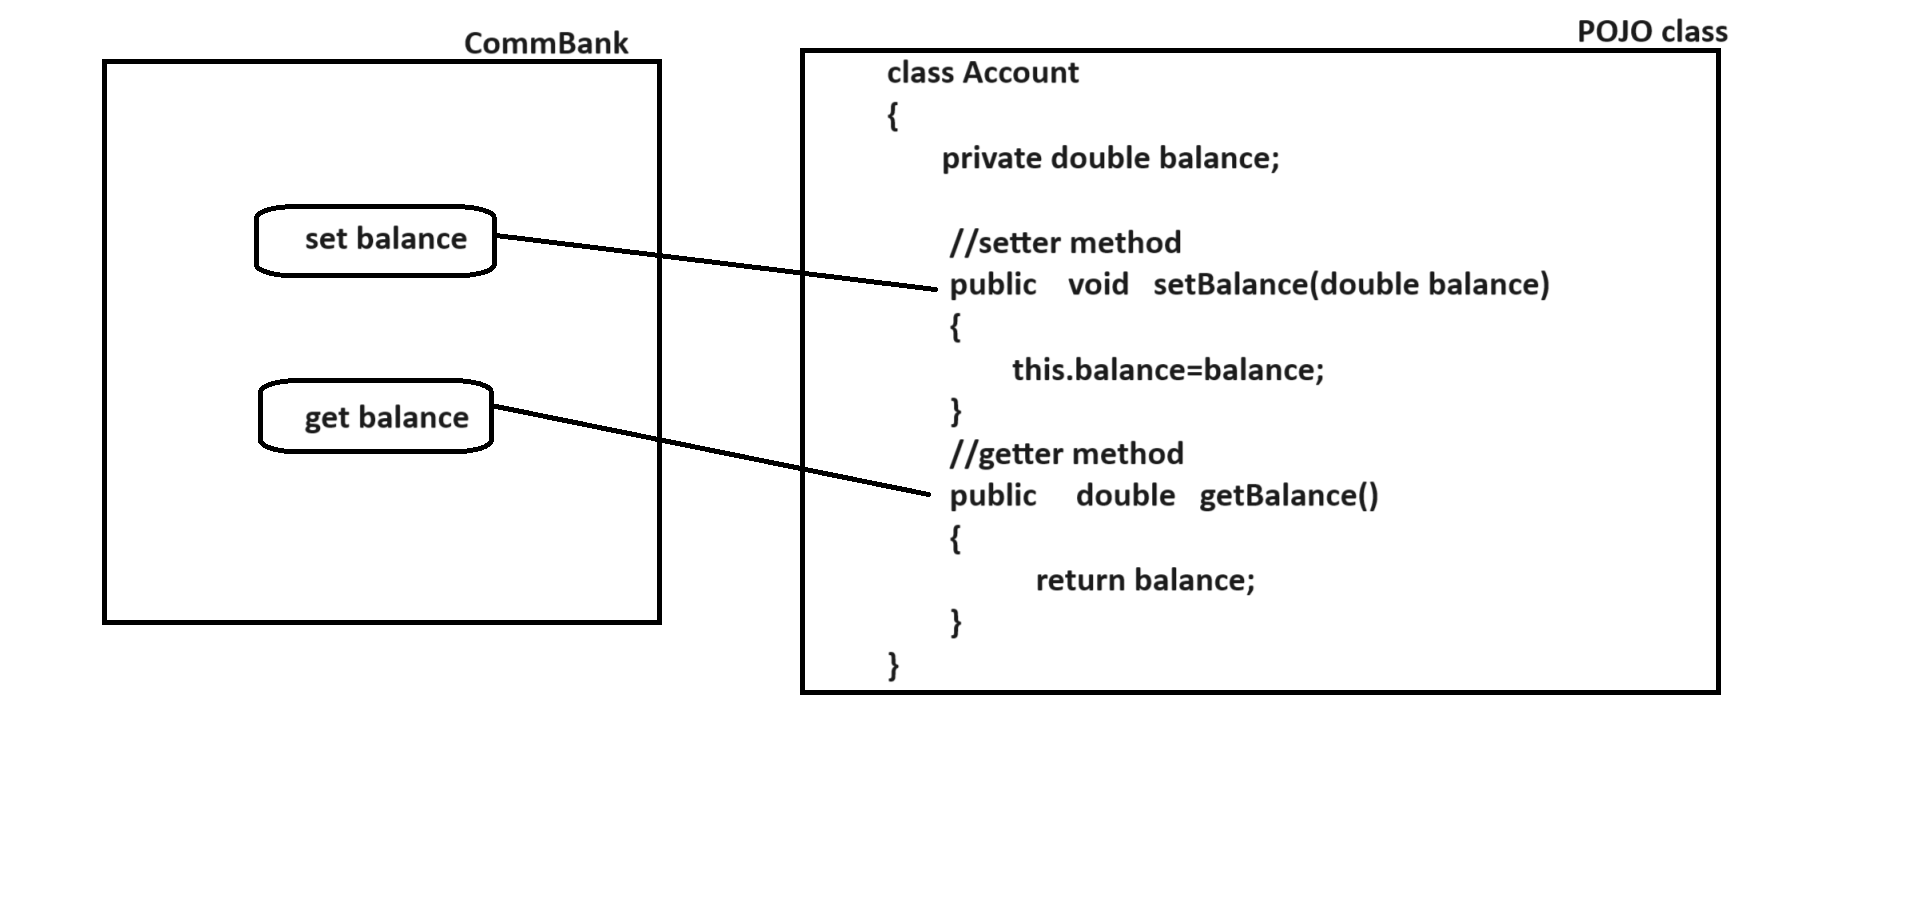 CommBank
set balance
get balance
POJO class
class Account
{
private double balance;
//setter method
public void setBalance(double balance)
{
this.balance=balance;
}
//getter method
public double getBalance()
{
return balance;
}
}